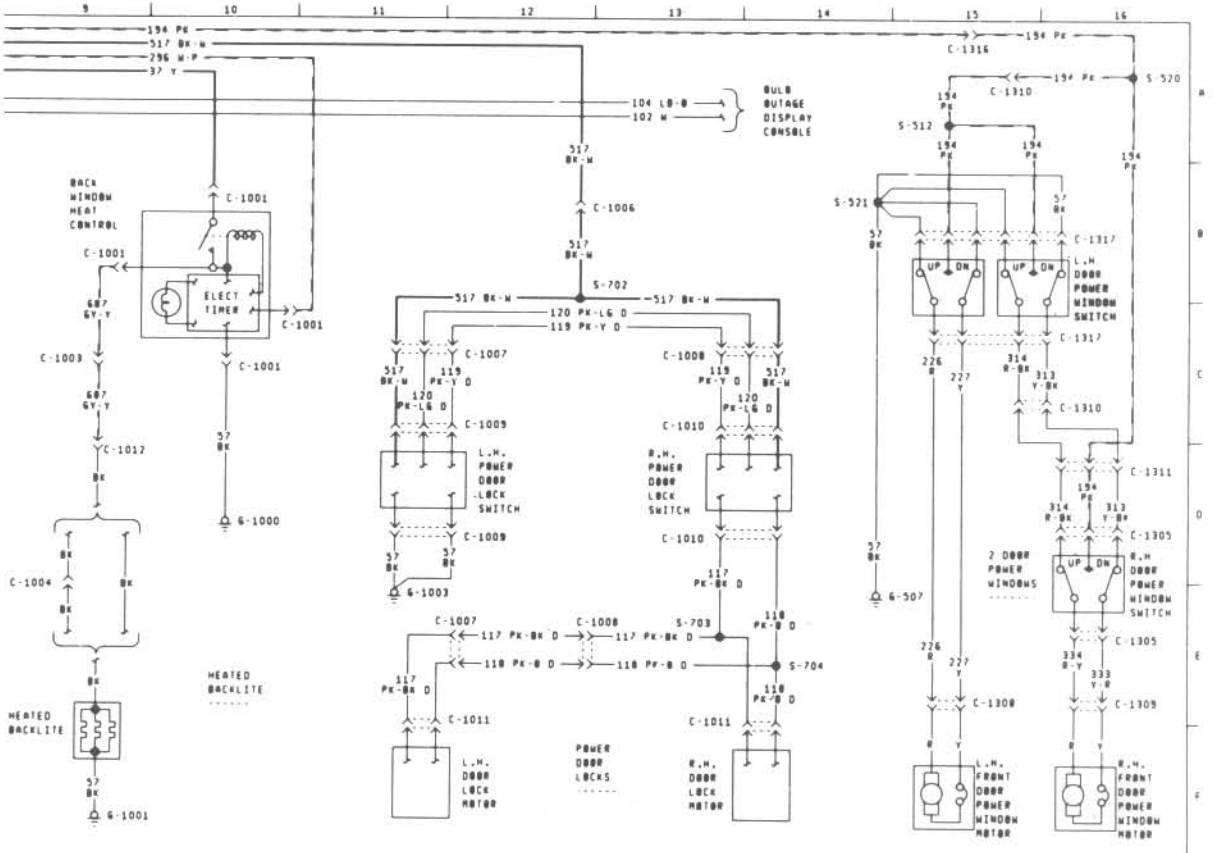 9 10 11 12 13 14 15 16
194 PK
517 BK-W
296 W-P
37 Y
194 PK
C-1316
194 PK
C-1310
S-520
A
104 LB-O
102 W
BULB
OUTAGE
DISPLAY
CONSOLE
194
PK
S-512
194
PK
194
PK
194
PK
517
BK-W
BACK
WINDOW
HEAT
CONTROL
C-1001
C-1006
S-521
57
BK
57
BK
B
C-1001
517
BK-W
C-1317
UP DN
UP DN
L.H
DOOR
POWER
WINDOW
SWITCH
687
GY-Y
ELECT
TIMER
C-1001
S-702
517 BK-W
517 BK-W
120 PK-LG D
119 PK-Y D
C-1317
C-1003
C-1001
C-1007
C-1008
226
R
227
Y
314
R-BK
313
Y-BK
C
517
BK-W
119
PK-Y D
119
PK-Y D
517
BK-W
687
GY-Y
120
PK-LG D
120
PK-LG D
C-1310
57
BK
C-1009
C-1010
C-1012
L.H.
POWER
DOOR
LOCK
SWITCH
R.H.
POWER
DOOR
LOCK
SWITCH
C-1311
BK
194
PK
314
R-BK
313
Y-BK
D
G-1000
C-1009
C-1010
C-1305
BK
57
BK
57
BK
57
BK
2 DOOR
POWER
WINDOWS
UP DN
R.H
DOOR
POWER
WINDOW
SWITCH
C-1004
BK
BK
G-1003
117
PK-BK D
G-507
C-1007
C-1008
S-703
118
PK-O D
117 PK-BK D
117 PK-BK D
C-1305
118 PK-O D
118 PK-O D
S-704
226
R
227
Y
334
R-Y
333
Y-R
E
BK
HEATED
BACKLITE
117
PK-BK D
118
PK-O D
C-1308
C-1309
HEATED
BACKLITE
C-1011
C-1011
R Y
R Y
57
BK
L.H.
DOOR
LOCK
MOTOR
POWER
DOOR
LOCKS
R.H.
DOOR
LOCK
MOTOR
L.H.
FRONT
DOOR
POWER
WINDOW
MOTOR
R.H.
FRONT
DOOR
POWER
WINDOW
MOTOR
F
G-1001